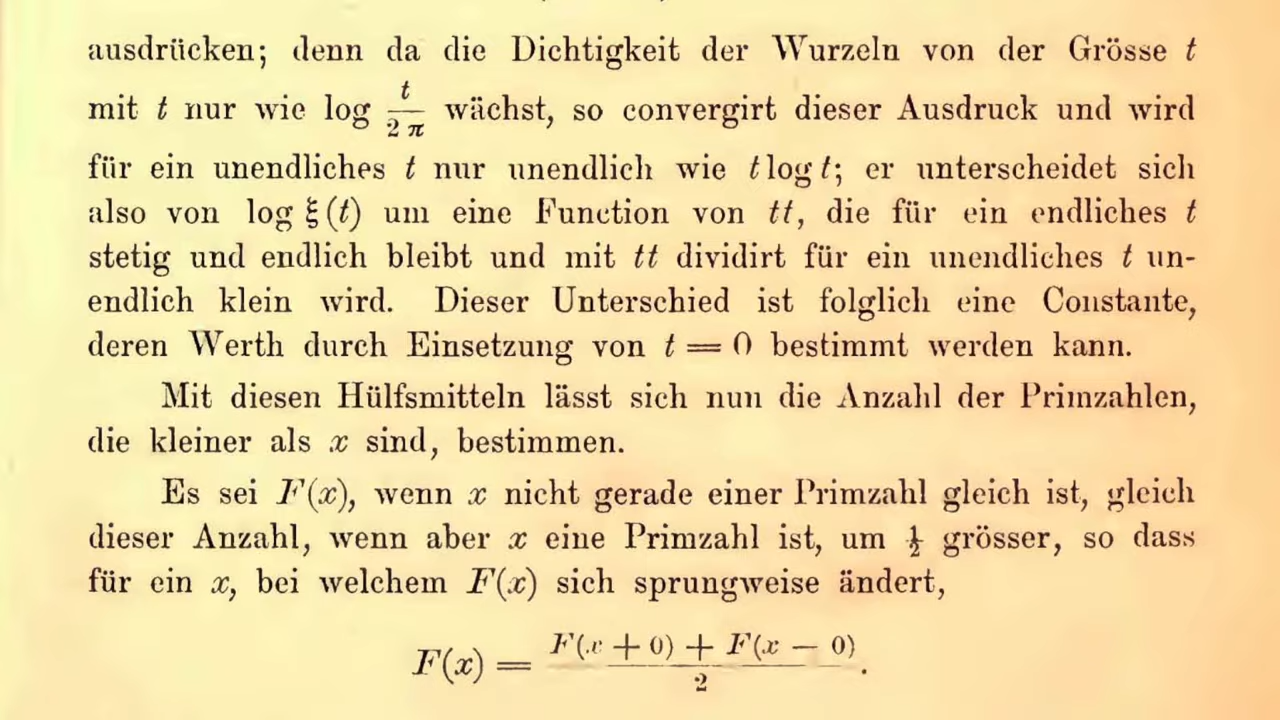 ausdrücken; denn da die Dichtigkeit der Wurzeln von der Grösse t
mit t nur wie log t/2π wächst, so convergirt dieser Ausdruck und wird
für ein unendliches t nur unendlich wie t log t; er unterscheidet sich
also von log ξ(t) um eine Function von tt, die für ein endliches t
stetig und endlich bleibt und mit tt dividirt für ein unendliches t un-
endlich klein wird. Dieser Unterschied ist folglich eine Constante,
deren Werth durch Einsetzung von t = 0 bestimmt werden kann.
Mit diesen Hülfsmitteln lässt sich nun die Anzahl der Primzahlen,
die kleiner als x sind, bestimmen.
Es sei F(x), wenn x nicht gerade einer Primzahl gleich ist, gleich
dieser Anzahl, wenn aber x eine Primzahl ist, um ½ grösser, so dass
für ein x, bei welchem F(x) sich sprungweise ändert,
F(x) = (F(x + 0) + F(x − 0))/2.